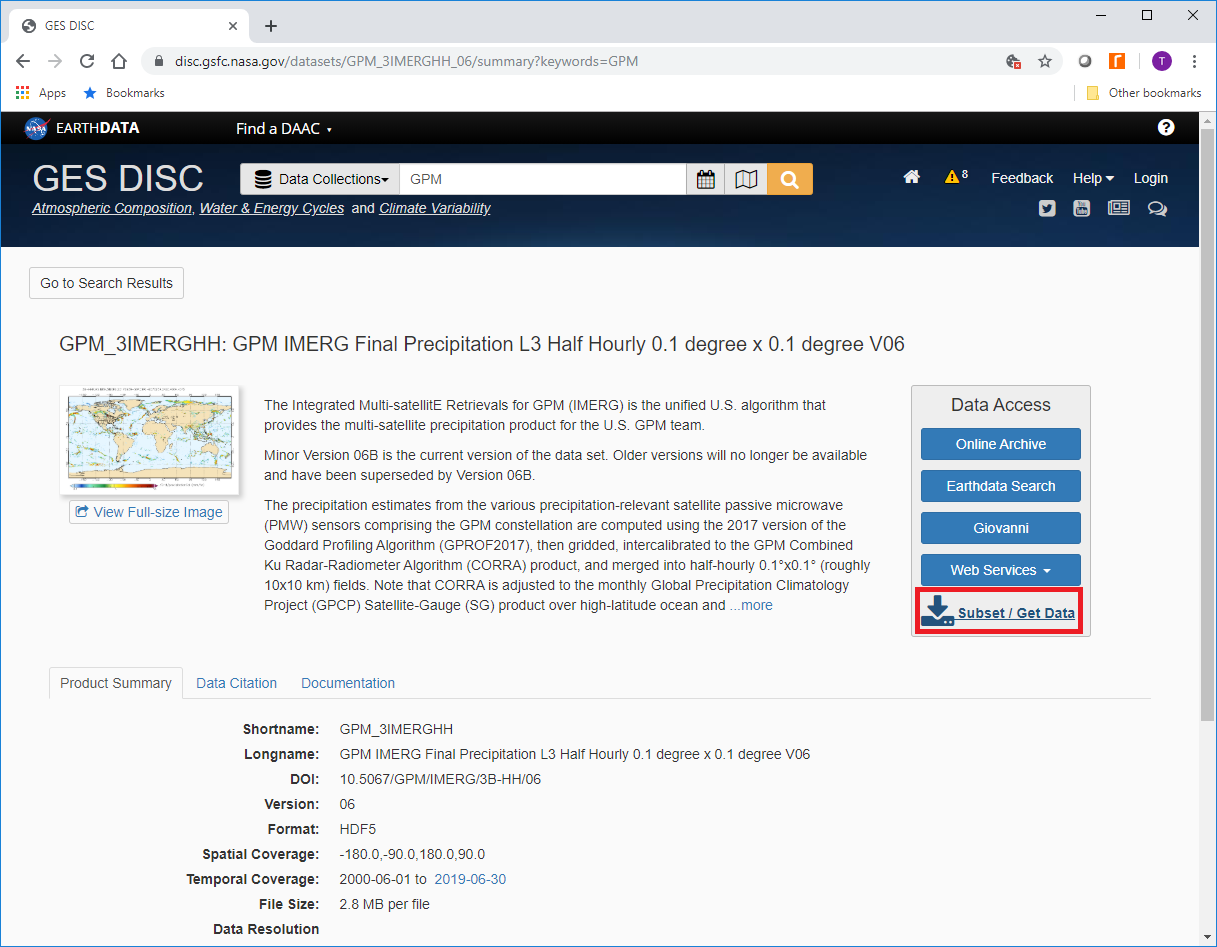 GES DISC
disc.gsfc.nasa.gov/datasets/GPM_3IMERGHH_06/summary?keywords=GPM
T
Apps
Bookmarks
Other bookmarks
NASA
EARTHDATA
Find a DAAC
GES DISC
Data Collections
GPM
8
Feedback
Help
Login
Atmospheric Composition, Water & Energy Cycles and Climate Variability
Go to Search Results
GPM_3IMERGHH: GPM IMERG Final Precipitation L3 Half Hourly 0.1 degree x 0.1 degree V06
View Full-size Image
The Integrated Multi-satellitE Retrievals for GPM (IMERG) is the unified U.S. algorithm that
provides the multi-satellite precipitation product for the U.S. GPM team.
Minor Version 06B is the current version of the data set. Older versions will no longer be available
and have been superseded by Version 06B.
The precipitation estimates from the various precipitation-relevant satellite passive microwave
(PMW) sensors comprising the GPM constellation are computed using the 2017 version of the
Goddard Profiling Algorithm (GPROF2017), then gridded, intercalibrated to the GPM Combined
Ku Radar-Radiometer Algorithm (CORRA) product, and merged into half-hourly 0.1°x0.1° (roughly
10x10 km) fields. Note that CORRA is adjusted to the monthly Global Precipitation Climatology
Project (GPCP) Satellite-Gauge (SG) product over high-latitude ocean and ...more
Data Access
Online Archive
Earthdata Search
Giovanni
Web Services
Subset / Get Data
Product Summary
Data Citation
Documentation
Shortname: GPM_3IMERGHH
Longname: GPM IMERG Final Precipitation L3 Half Hourly 0.1 degree x 0.1 degree V06
DOI: 10.5067/GPM/IMERG/3B-HH/06
Version: 06
Format: HDF5
Spatial Coverage: -180.0,-90.0,180.0,90.0
Temporal Coverage: 2000-06-01 to 2019-06-30
File Size: 2.8 MB per file
Data Resolution